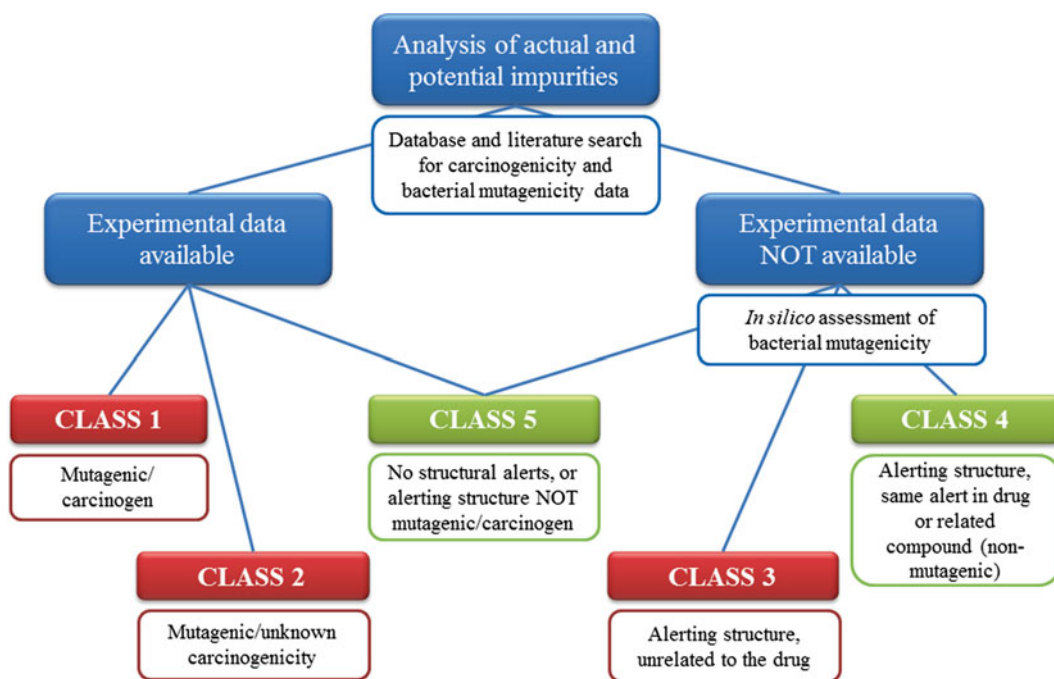 Analysis of actual and
potential impurities
Database and literature search
for carcinogenicity and
bacterial mutagenicity data
Experimental data
available
Experimental data
NOT available
In silico assessment of
bacterial mutagenicity
CLASS 1
Mutagenic/
carcinogen
CLASS 5
No structural alerts, or
alerting structure NOT
mutagenic/carcinogen
CLASS 4
Alerting structure,
same alert in drug
or related
compound (non-
mutagenic)
CLASS 2
Mutagenic/unknown
carcinogenicity
CLASS 3
Alerting structure,
unrelated to the drug